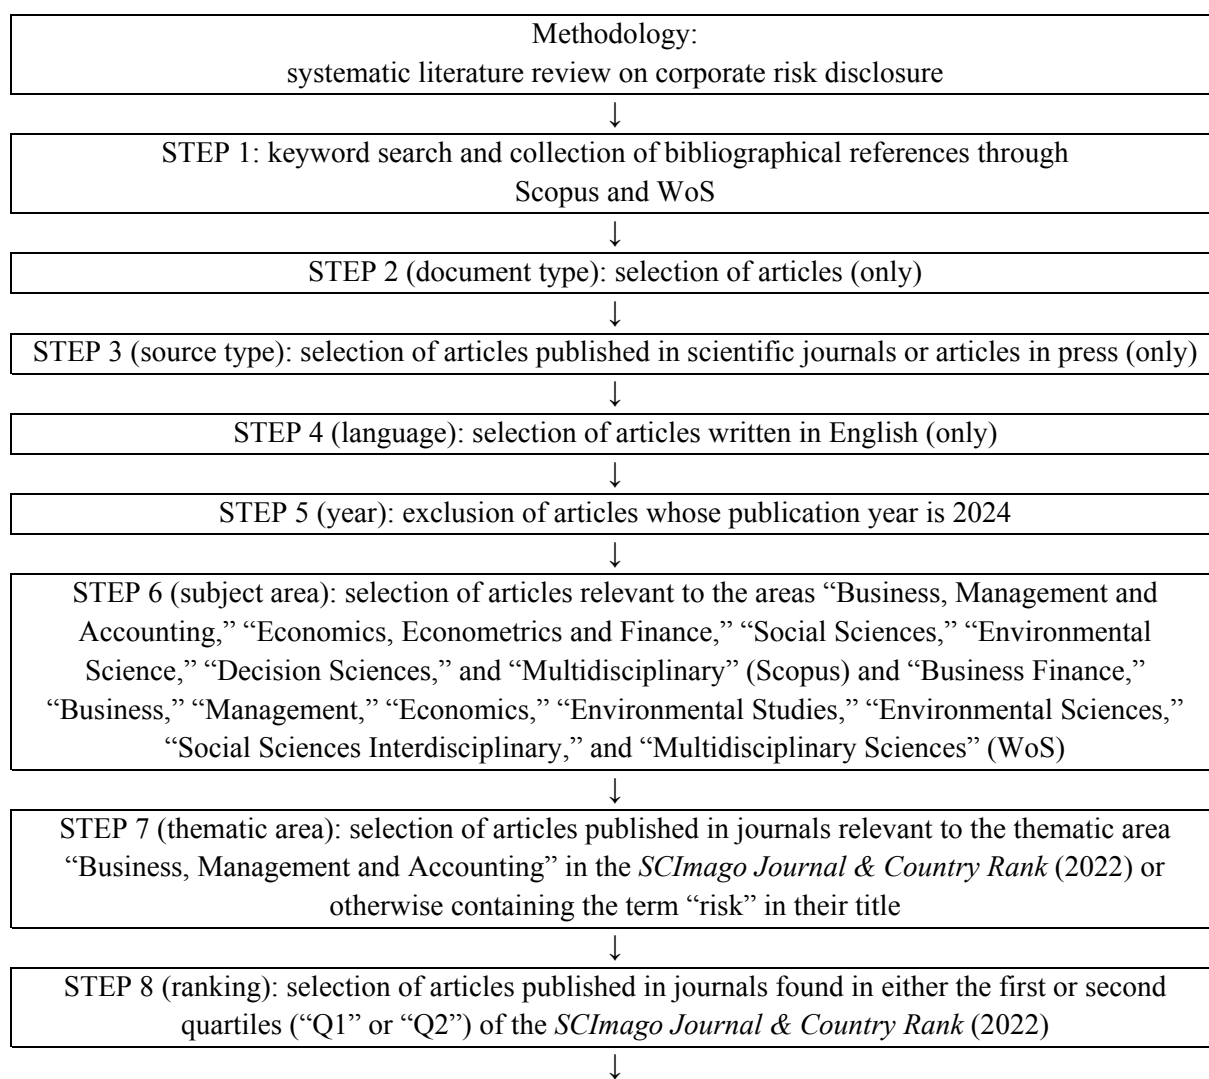 Methodology:
systematic literature review on corporate risk disclosure
↓
STEP 1: keyword search and collection of bibliographical references through
Scopus and WoS
↓
STEP 2 (document type): selection of articles (only)
↓
STEP 3 (source type): selection of articles published in scientific journals or articles in press (only)
↓
STEP 4 (language): selection of articles written in English (only)
↓
STEP 5 (year): exclusion of articles whose publication year is 2024
↓
STEP 6 (subject area): selection of articles relevant to the areas “Business, Management and
Accounting,” “Economics, Econometrics and Finance,” “Social Sciences,” “Environmental
Science,” “Decision Sciences,” and “Multidisciplinary” (Scopus) and “Business Finance,”
“Business,” “Management,” “Economics,” “Environmental Studies,” “Environmental Sciences,”
“Social Sciences Interdisciplinary,” and “Multidisciplinary Sciences” (WoS)
↓
STEP 7 (thematic area): selection of articles published in journals relevant to the thematic area
“Business, Management and Accounting” in the SCImago Journal & Country Rank (2022) or
otherwise containing the term “risk” in their title
↓
STEP 8 (ranking): selection of articles published in journals found in either the first or second
quartiles (“Q1” or “Q2”) of the SCImago Journal & Country Rank (2022)
↓